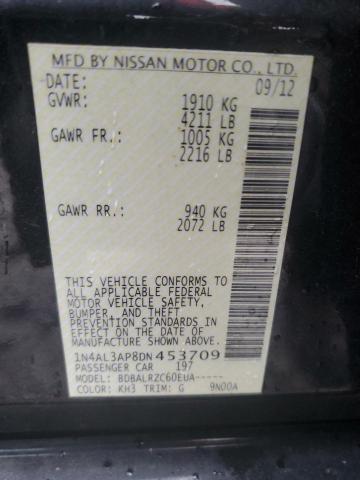 MFD BY NISSAN MOTOR CO., LTD.
DATE: 09/12
GVWR: 1910 KG
4211 LB
GAWR FR.: 1005 KG
2216 LB
GAWR RR.: 940 KG
2072 LB
THIS VEHICLE CONFORMS TO
ALL APPLICABLE FEDERAL
MOTOR VEHICLE SAFETY,
BUMPER, AND THEFT
PREVENTION STANDARDS
IN EFFECT ON THE DATE OF
MANUFACTURE SHOWN ABOVE.
1N4AL3AP8DN453709
PASSENGER CAR 197
MODEL: BDBALRZC60EUA-----
COLOR: KH3 TRIM: G 9N00A